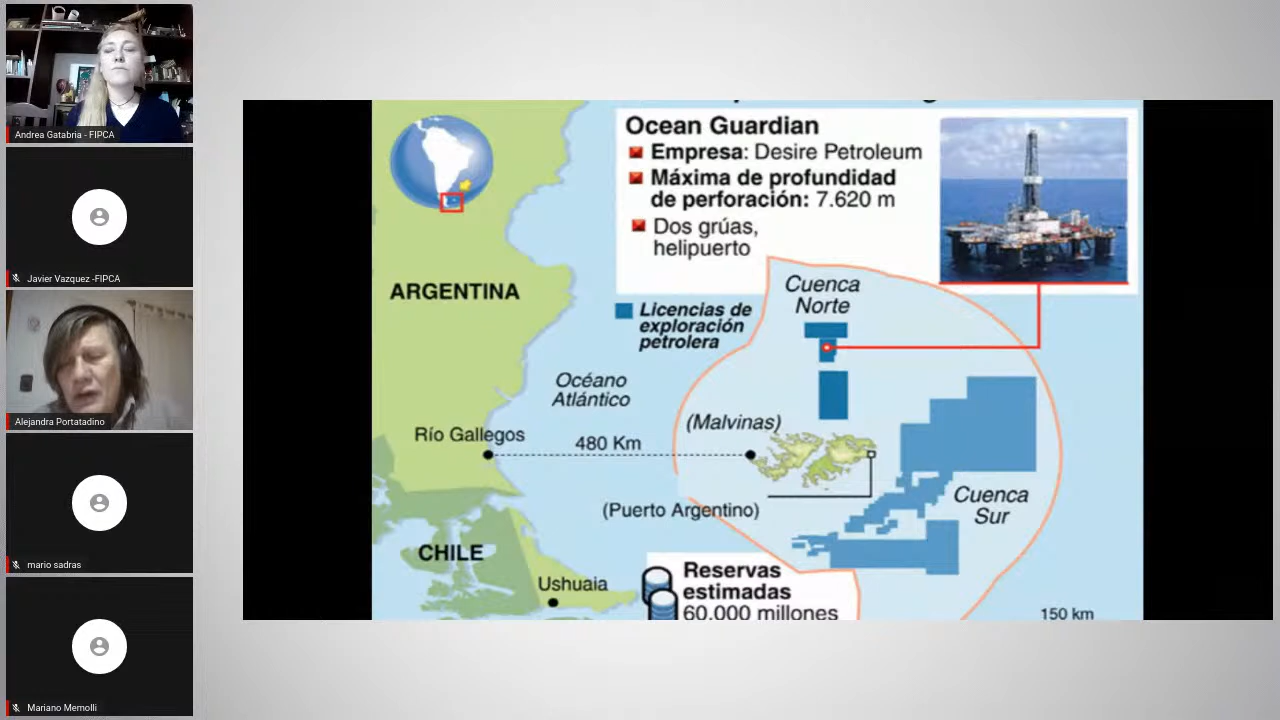 Andrea Gatabria - FIPCA
Javier Vazquez -FIPCA
Alejandra Portatadino
mario sadras
Mariano Memolli
Ocean Guardian
Empresa: Desire Petroleum
Máxima de profundidad
de perforación: 7.620 m
Dos grúas,
helipuerto
ARGENTINA
Licencias de
exploración
petrolera
Cuenca
Norte
Océano
Atlántico
(Malvinas)
Río Gallegos
480 Km
(Puerto Argentino)
Cuenca
Sur
CHILE
Ushuaia
Reservas
estimadas
60.000 millones
150 km